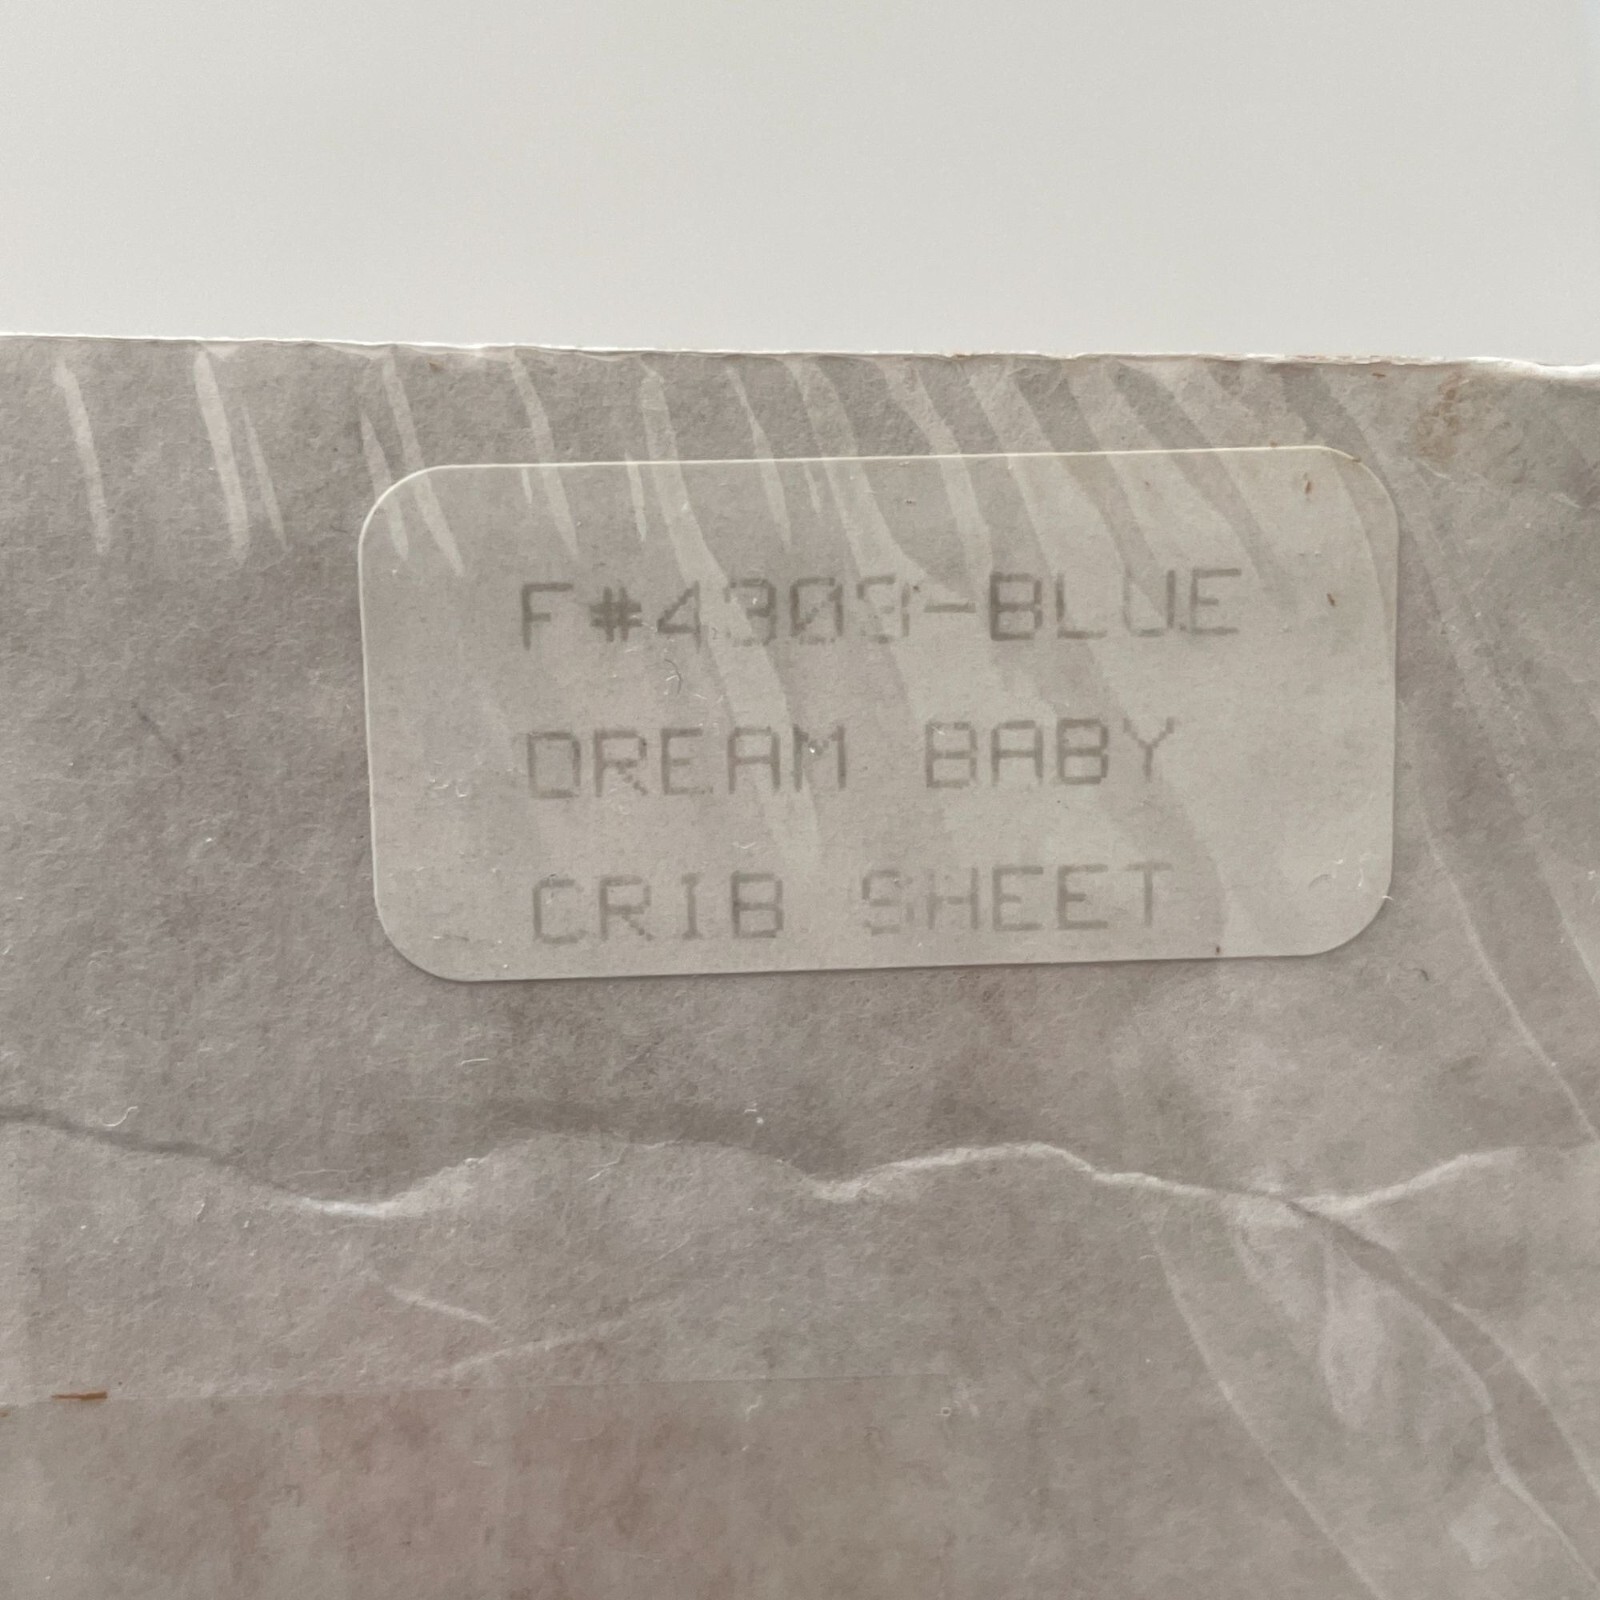 F#4303-BLUE
DREAM BABY
CRIB SHEET